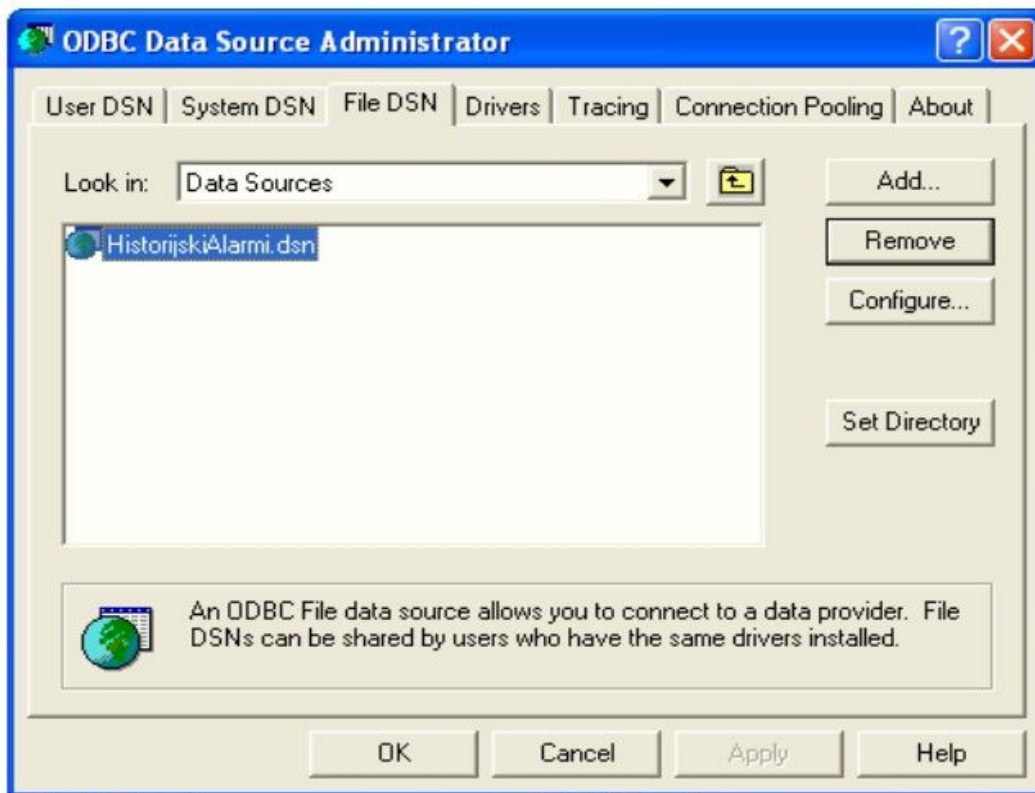 ODBC Data Source Administrator
User DSN System DSN File DSN Drivers Tracing Connection Pooling About
Look in: Data Sources Add...
HistorijskiAlarmi.dsn Remove
Configure...
Set Directory
An ODBC File data source allows you to connect to a data provider. File
DSNs can be shared by users who have the same drivers installed.
OK Cancel Apply Help